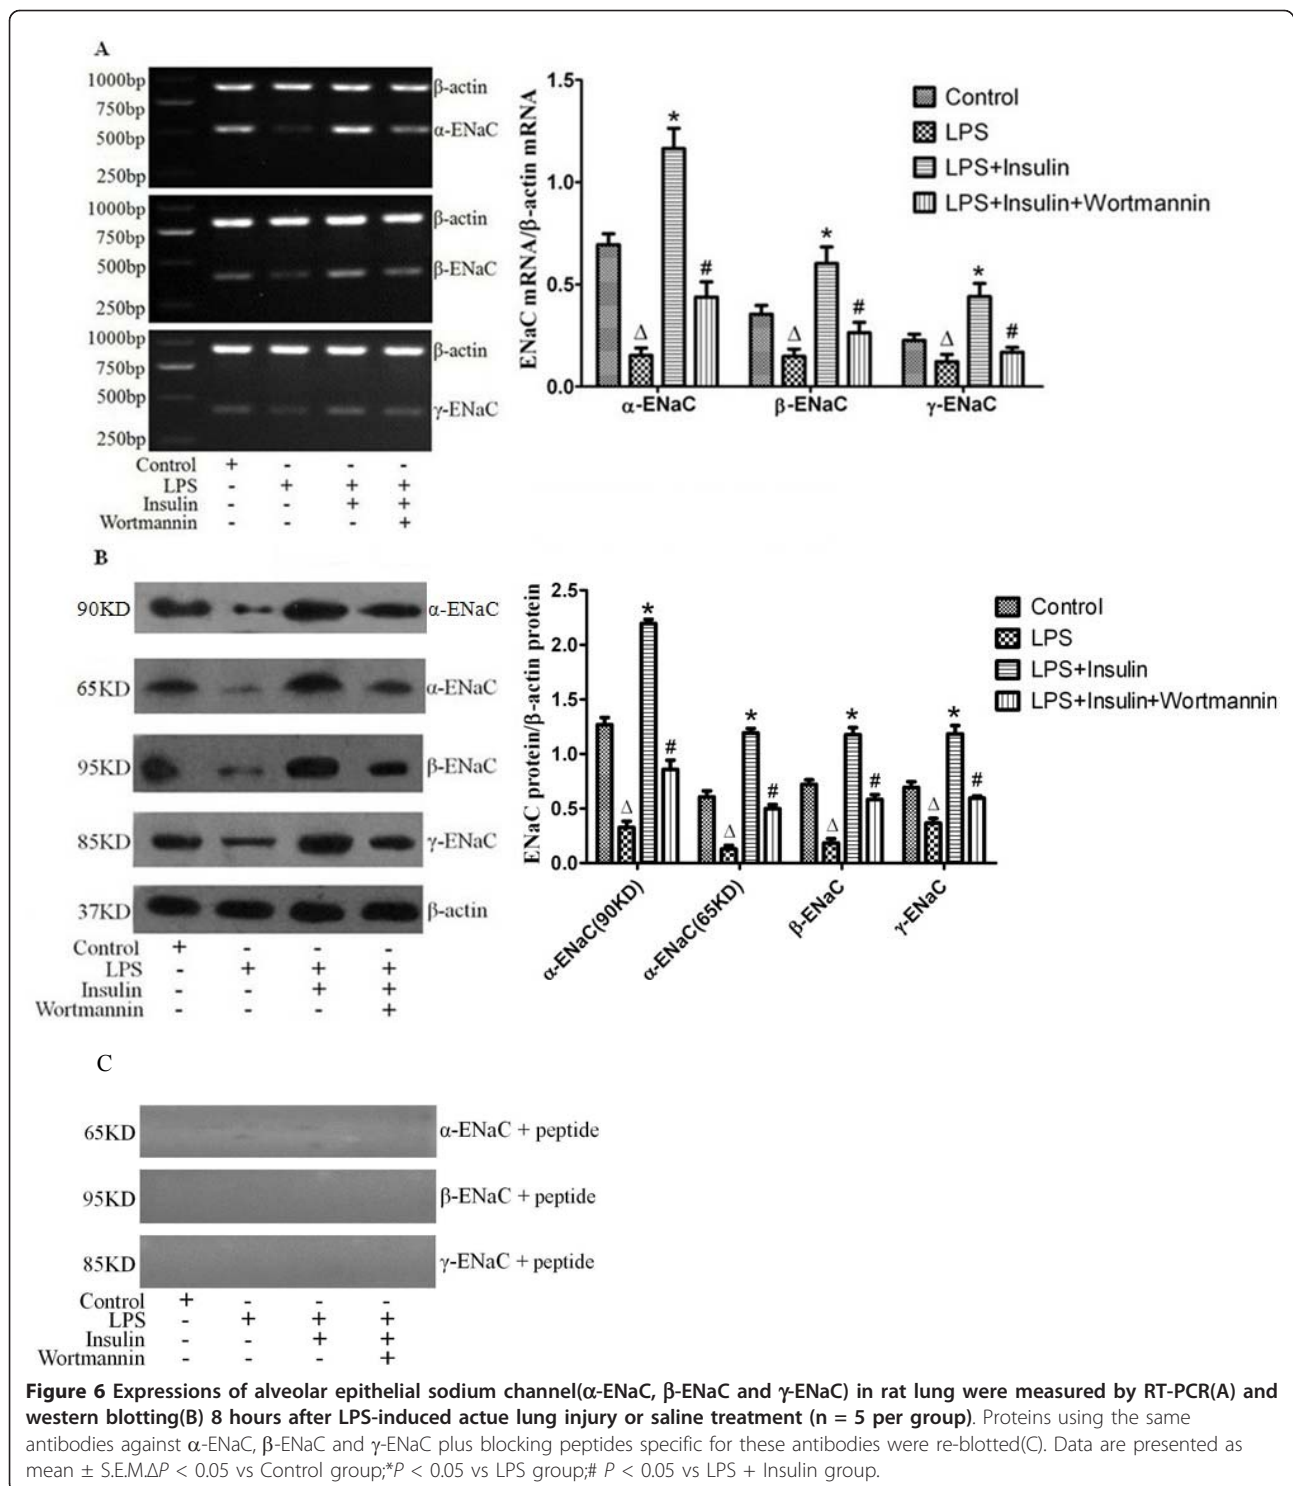 A
1000bp
750bp
500bp
250bp
β-actin
α-ENaC
1000bp
750bp
500bp
250bp
β-actin
β-ENaC
1000bp
750bp
500bp
250bp
β-actin
γ-ENaC
Control + - - -
LPS - + + +
Insulin - - + +
Wortmannin - - - +
ENaC mRNA/β-actin mRNA
1.5
1.0
0.5
0.0
Δ * #
Δ * #
Δ * #
α-ENaC β-ENaC γ-ENaC
Control
LPS
LPS+Insulin
LPS+Insulin+Wortmannin
B
90KD α-ENaC
65KD α-ENaC
95KD β-ENaC
85KD γ-ENaC
37KD β-actin
Control + - - -
LPS - + + +
Insulin - - + +
Wortmannin - - - +
ENaC protein/β-actin protein
2.5
2.0
1.5
1.0
0.5
0.0
Δ * #
Δ * #
Δ * #
Δ * #
α-ENaC(90KD) α-ENaC(65KD) β-ENaC γ-ENaC
Control
LPS
LPS+Insulin
LPS+Insulin+Wortmannin
C
65KD α-ENaC + peptide
95KD β-ENaC + peptide
85KD γ-ENaC + peptide
Control + - - -
LPS - + + +
Insulin - - + +
Wortmannin - - - +
Figure 6 Expressions of alveolar epithelial sodium channel(α-ENaC, β-ENaC and γ-ENaC) in rat lung were measured by RT-PCR(A) and
western blotting(B) 8 hours after LPS-induced actue lung injury or saline treatment (n = 5 per group). Proteins using the same
antibodies against α-ENaC, β-ENaC and γ-ENaC plus blocking peptides specific for these antibodies were re-blotted(C). Data are presented as
mean ± S.E.M.ΔP < 0.05 vs Control group;*P < 0.05 vs LPS group;# P < 0.05 vs LPS + Insulin group.